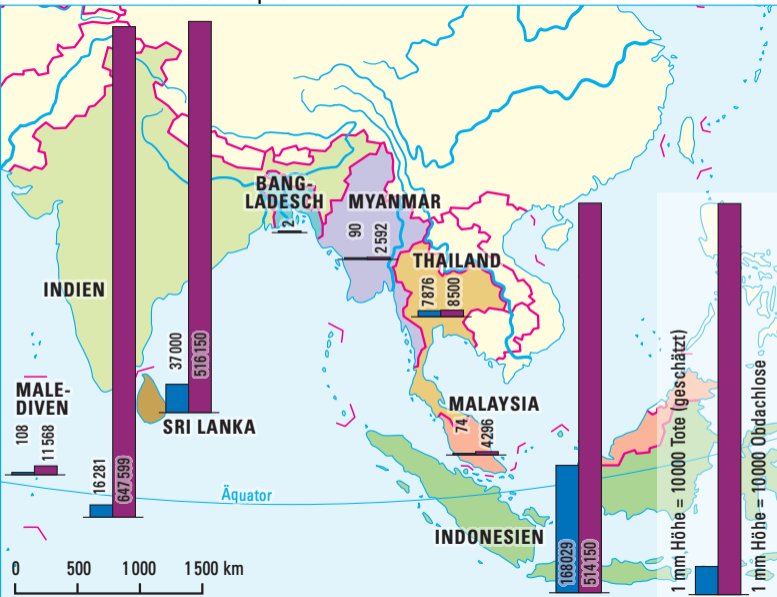 BANG-
LADESCH
2
MYANMAR
90
2592
THAILAND
7876
8500
INDIEN
37000
516150
SRI LANKA
MALE-
DIVEN
108
11568
16281
647599
MALAYSIA
74
4296
Äquator
INDONESIEN
168029
514150
0 500 1000 1500 km
1 mm Höhe = 10000 Tote (geschätzt)
1 mm Höhe = 10000 Obdachlose